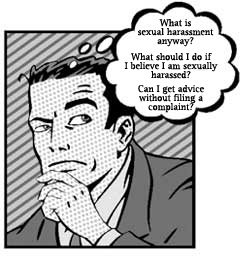 What is
sexual harassment
anyway?
What should I do if
I believe I am sexually
harassed?
Can I get advice
without filing a
complaint?